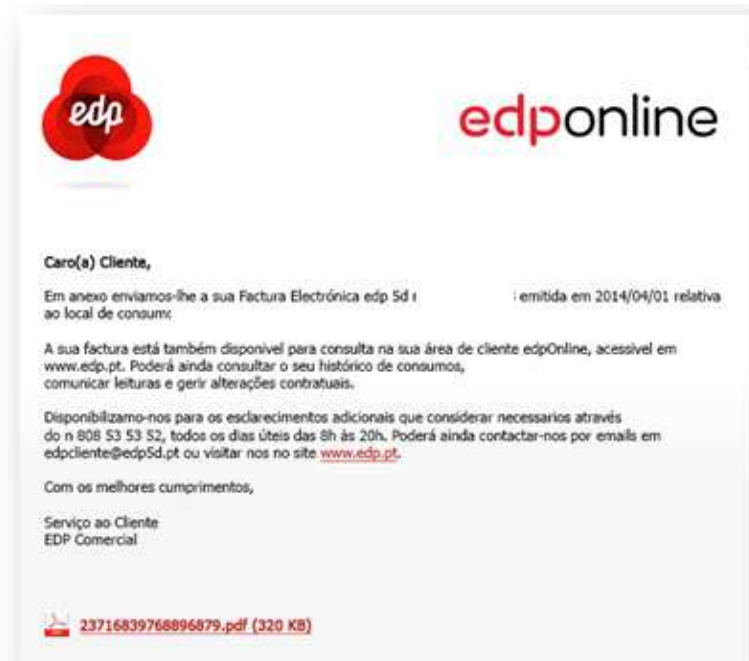 edp
edponline
Caro(a) Cliente,
Em anexo enviamos-lhe a sua Factura Electrónica edp 5d emitida em 2014/04/01 relativa
ao local de consumo
A sua factura está também disponivel para consulta na sua área de cliente edpOnline, acessivel em
www.edp.pt. Poderá ainda consultar o seu histórico de consumos,
comunicar leituras e gerir alterações contratuais.
Disponibilizamo-nos para os esclarecimentos adicionais que considerar necessarios através
do n 808 53 53 52, todos os dias úteis das 8h às 20h. Poderá ainda contactar-nos por emails em
edpcliente@edp5d.pt ou visitar nos no site www.edp.pt.
Com os melhores cumprimentos,
Serviço ao Cliente
EDP Comercial
23716839768896879.pdf (320 KB)